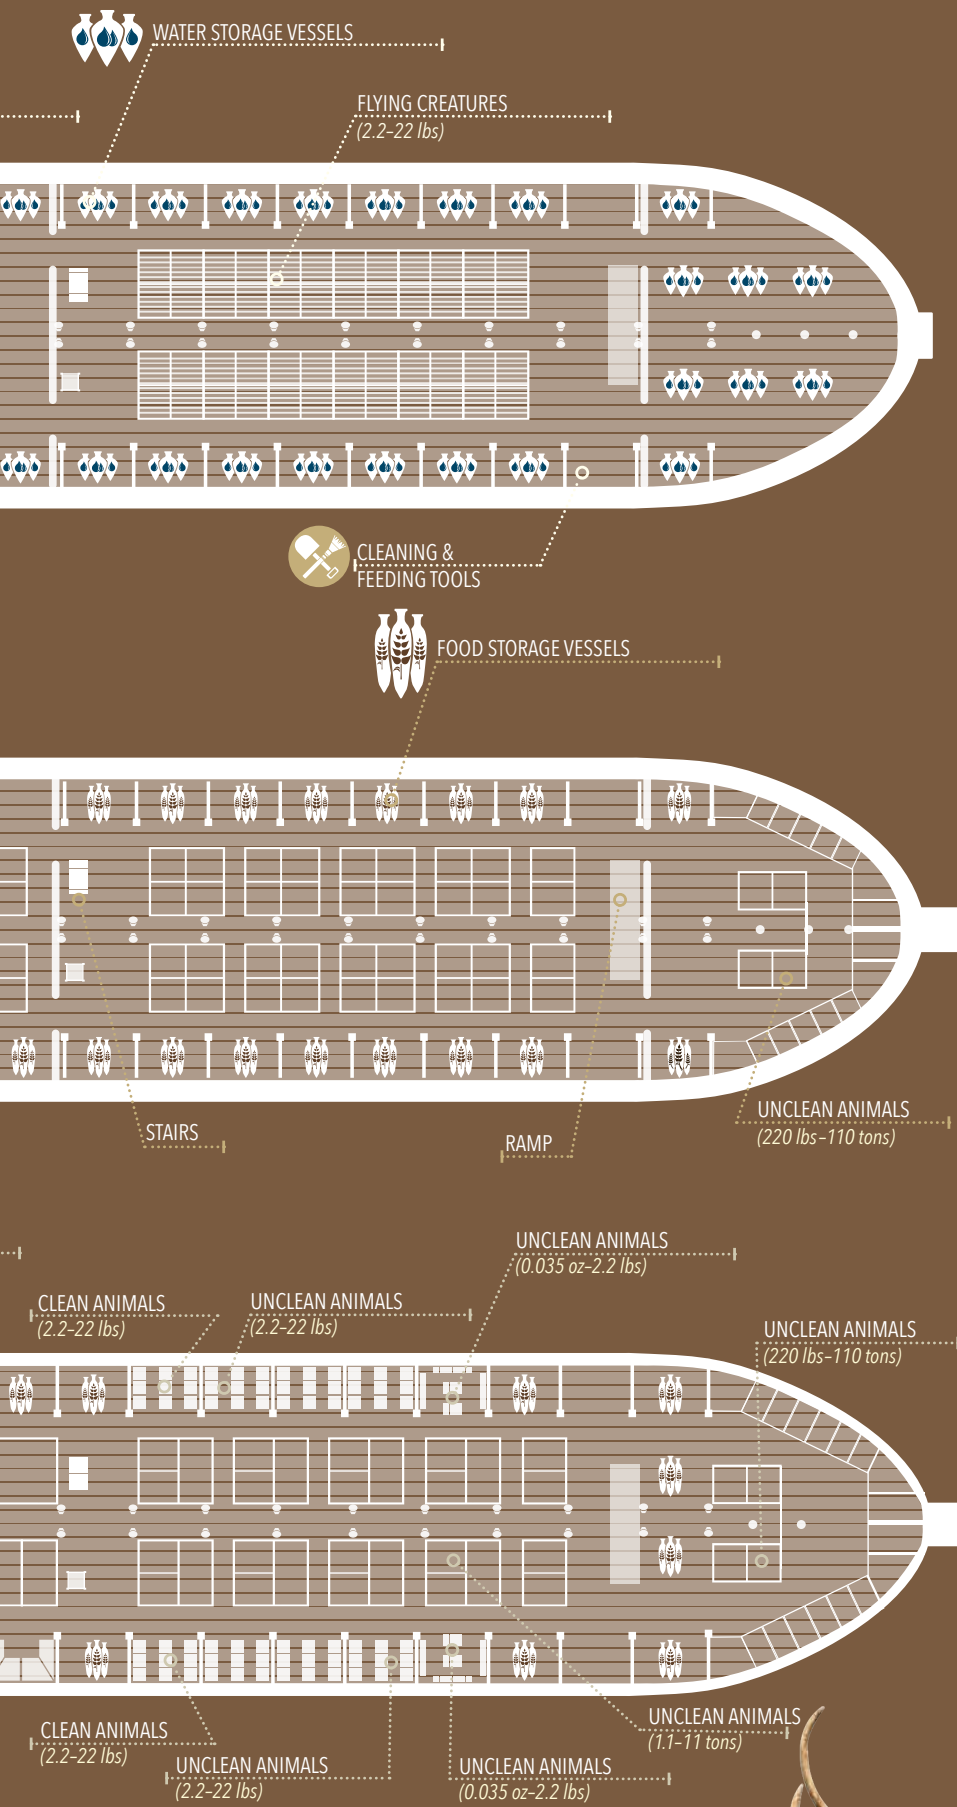 WATER STORAGE VESSELS
FLYING CREATURES
(2.2–22 lbs)
CLEANING &
FEEDING TOOLS
FOOD STORAGE VESSELS
STAIRS
RAMP
UNCLEAN ANIMALS
(220 lbs–110 tons)
UNCLEAN ANIMALS
(0.035 oz–2.2 lbs)
CLEAN ANIMALS
(2.2–22 lbs)
UNCLEAN ANIMALS
(2.2–22 lbs)
UNCLEAN ANIMALS
(220 lbs–110 tons)
CLEAN ANIMALS
(2.2–22 lbs)
UNCLEAN ANIMALS
(2.2–22 lbs)
UNCLEAN ANIMALS
(0.035 oz–2.2 lbs)
UNCLEAN ANIMALS
(1.1–11 tons)